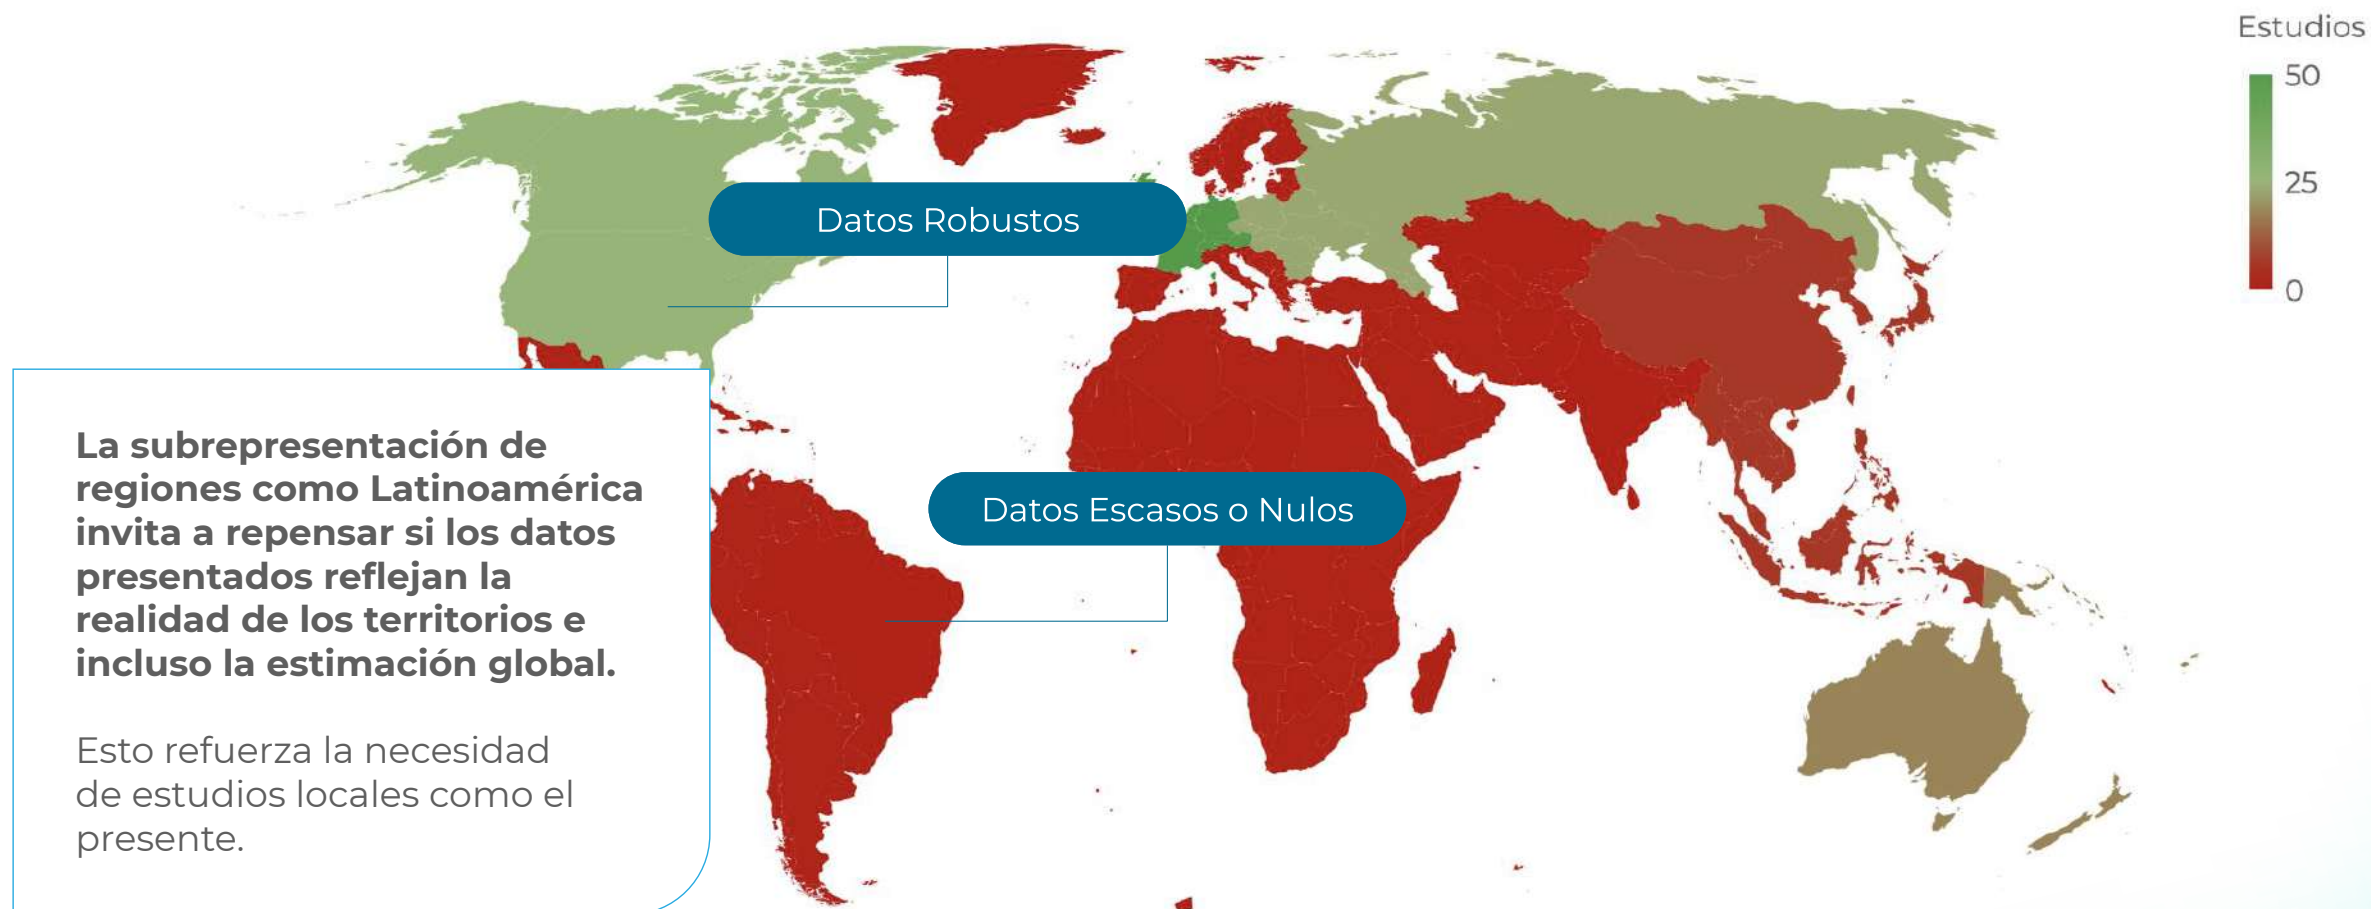 Estudios
50
25
0
Datos Robustos
Datos Escasos o Nulos
La subrepresentación de
regiones como Latinoamérica
invita a repensar si los datos
presentados reflejan la
realidad de los territorios e
incluso la estimación global.
Esto refuerza la necesidad
de estudios locales como el
presente.